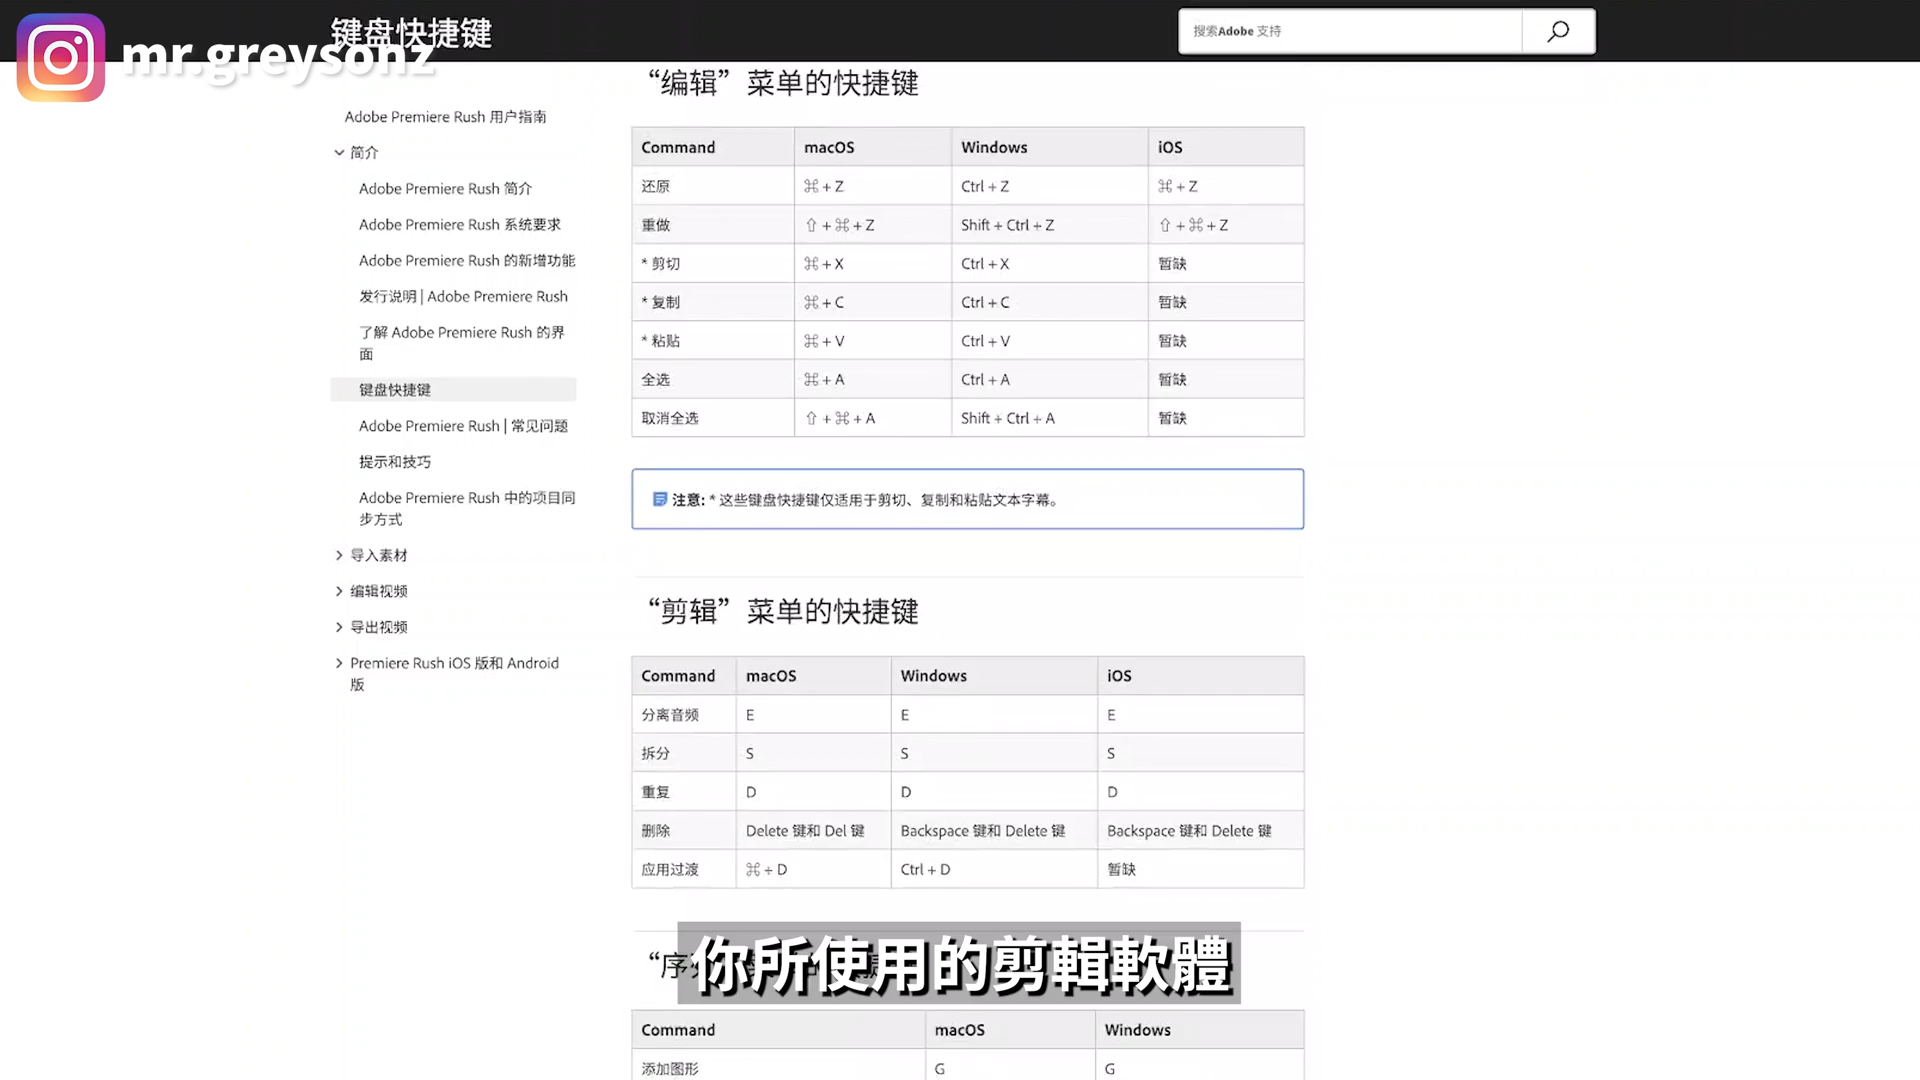 键盘快捷键
搜索Adobe 支持
mr.greysonz
Adobe Premiere Rush 用户指南
简介
Adobe Premiere Rush 简介
Adobe Premiere Rush 系统要求
Adobe Premiere Rush 的新增功能
发行说明 | Adobe Premiere Rush
了解 Adobe Premiere Rush 的界
面
键盘快捷键
Adobe Premiere Rush | 常见问题
提示和技巧
Adobe Premiere Rush 中的项目同
步方式
导入素材
编辑视频
导出视频
Premiere Rush iOS 版和 Android
版
“编辑”菜单的快捷键
Command macOS Windows iOS
还原 ⌘ + Z Ctrl + Z ⌘ + Z
重做 ⇧ + ⌘ + Z Shift + Ctrl + Z ⇧ + ⌘ + Z
* 剪切 ⌘ + X Ctrl + X 暂缺
* 复制 ⌘ + C Ctrl + C 暂缺
* 粘贴 ⌘ + V Ctrl + V 暂缺
全选 ⌘ + A Ctrl + A 暂缺
取消全选 ⇧ + ⌘ + A Shift + Ctrl + A 暂缺
注意: * 这些键盘快捷键仅适用于剪切、复制和粘贴文本字幕。
“剪辑”菜单的快捷键
Command macOS Windows iOS
分离音频 E E E
拆分 S S S
重复 D D D
删除 Delete 键和 Del 键 Backspace 键和 Delete 键 Backspace 键和 Delete 键
应用过渡 ⌘ + D Ctrl + D 暂缺
你所使用的剪輯軟體
Command macOS Windows
添加图形 G G